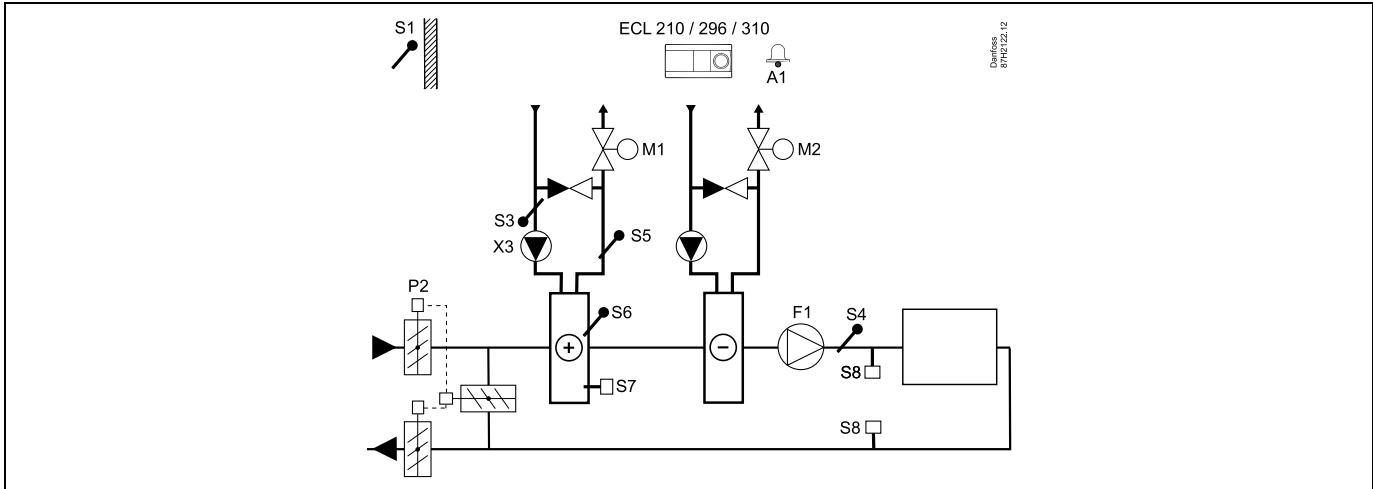 S1
ECL 210 / 296 / 310
A1
Danfoss
87H2122.12
M1
M2
S3
X3
S5
P2
S6
F1
S4
+
−
S7
S8
S8